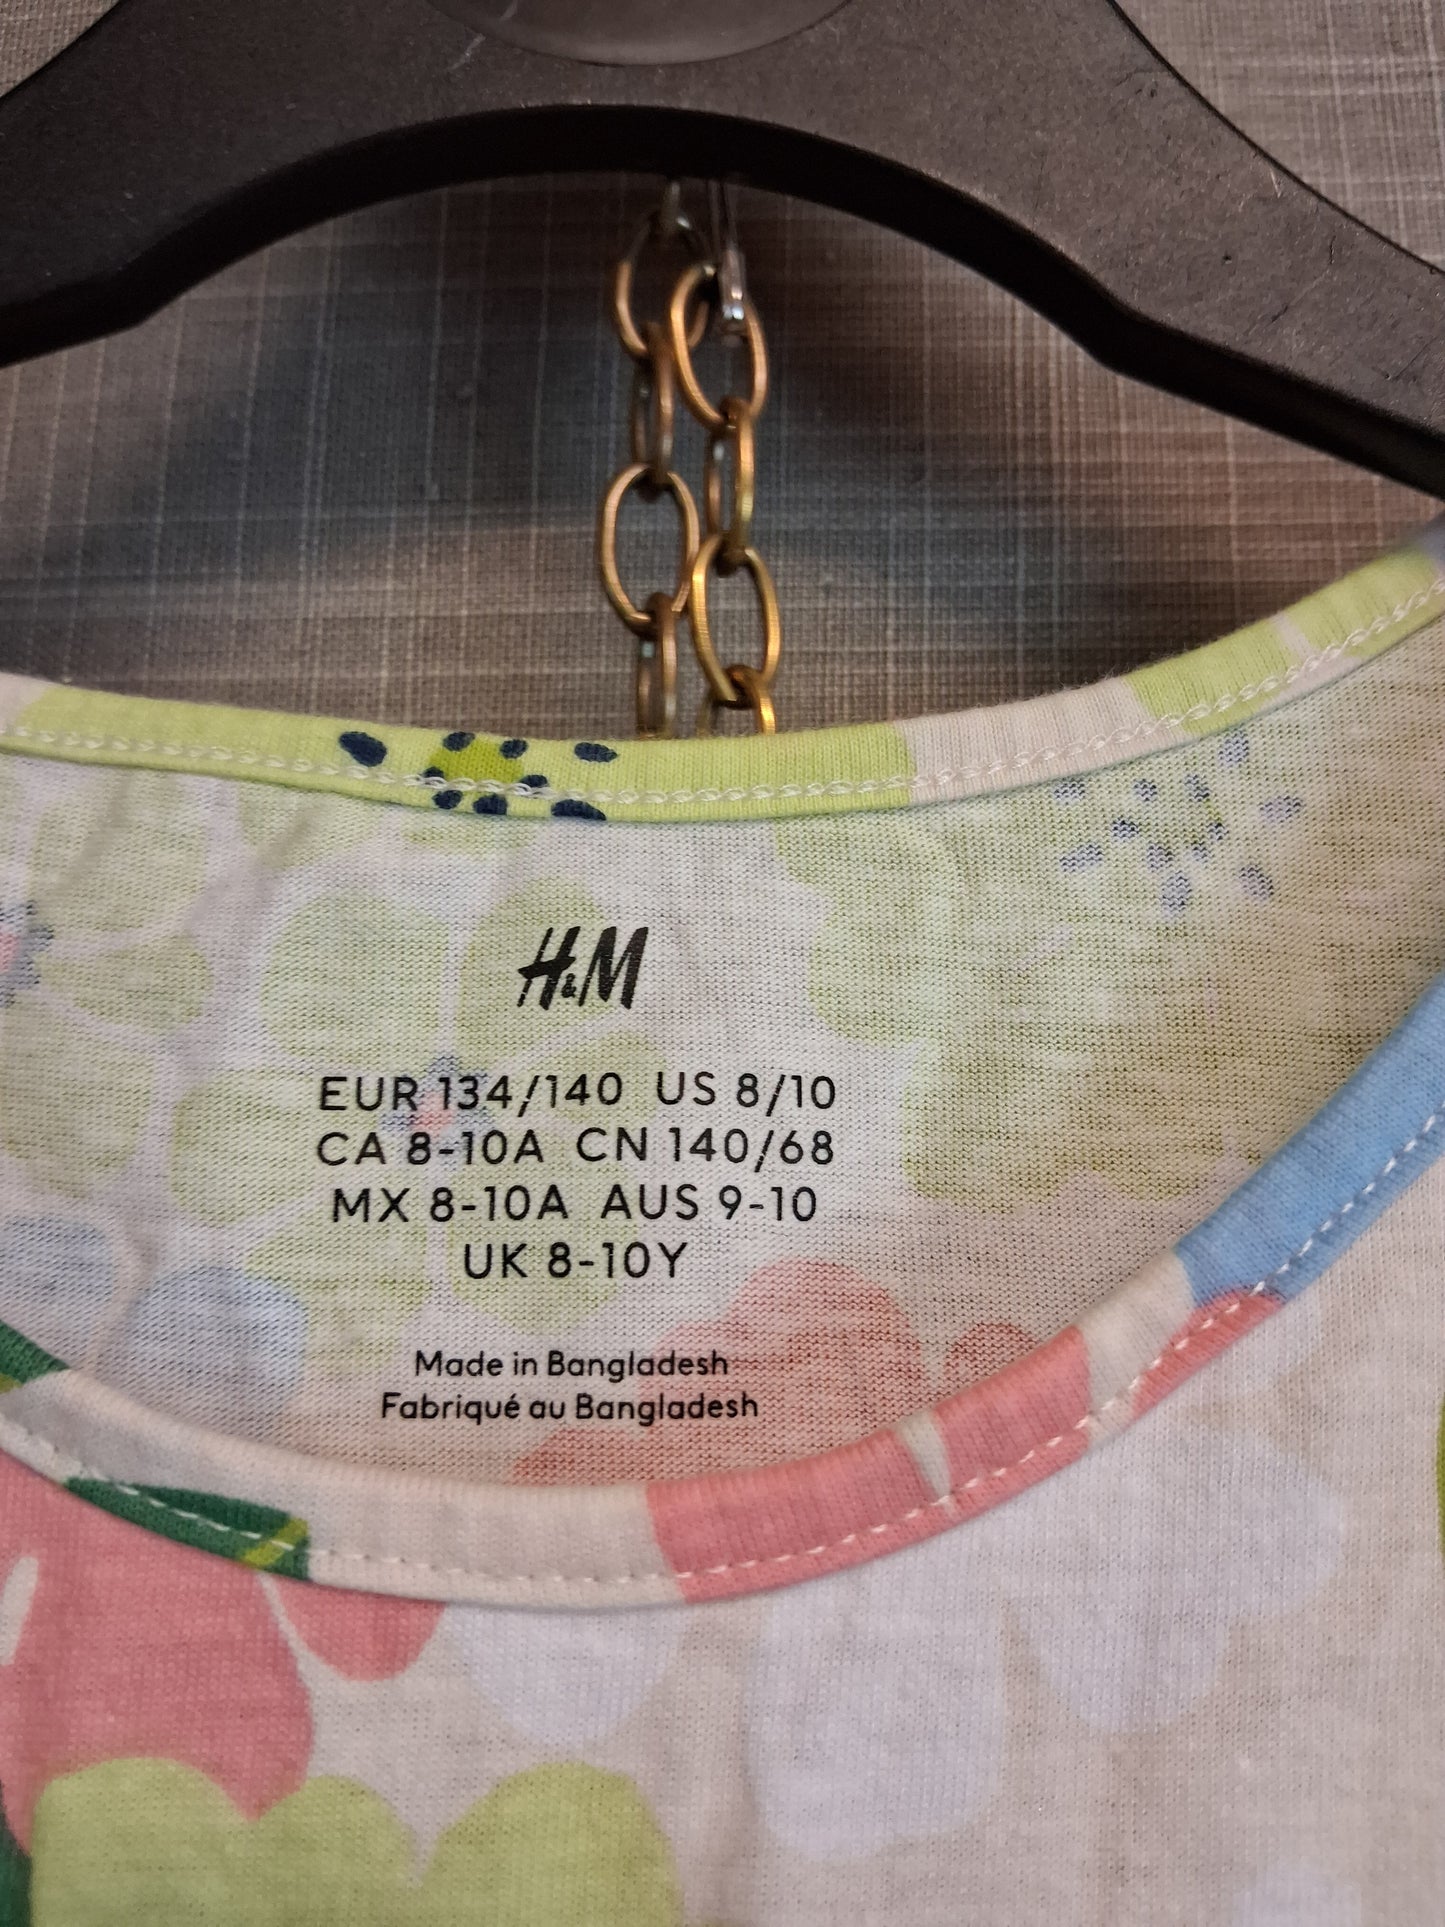 H&M
EUR 134/140 US 8/10
CA 8-10A CN 140/68
MX 8-10A AUS 9-10
UK 8-10Y
Made in Bangladesh
Fabriqué au Bangladesh